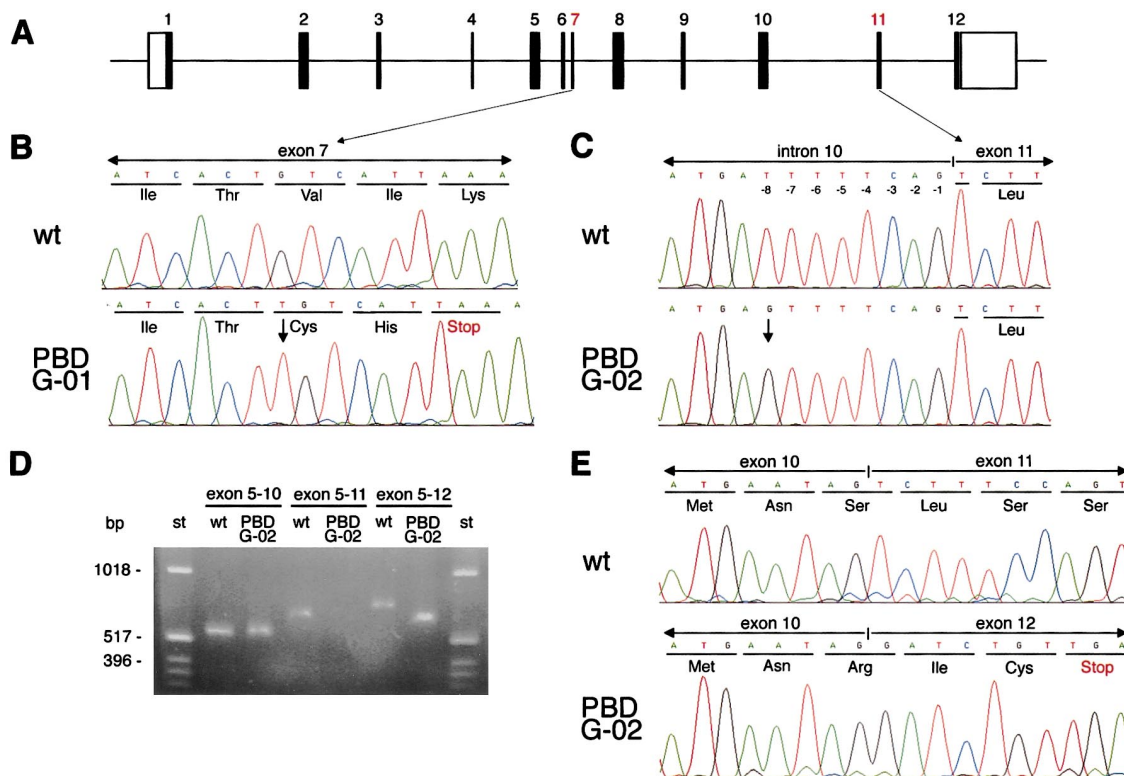 A
1 2 3 4 5 6 7 8 9 10 11 12
B
exon 7
A T C A C T G T C A T T A A A
Ile Thr Val Ile Lys
wt
A T C A C T T G T C A T T A A A
Ile Thr Cys His Stop
PBD
G-01
C
intron 10 exon 11
A T G A T T T T T C A G T C T T
-8 -7 -6 -5 -4 -3 -2 -1 Leu
wt
A T G A G T T T T C A G T C T T
Leu
PBD
G-02
D
exon 5-10 exon 5-11 exon 5-12
bp st wt PBD G-02 wt PBD G-02 wt PBD G-02 st
1018 -
517 -
396 -
E
exon 10 exon 11
A T G A A T A G T C T T T C C A G T
Met Asn Ser Leu Ser Ser
wt
exon 10 exon 12
A T G A A T A G G A T C T G T T G A
Met Asn Arg Ile Cys Stop
PBD
G-02